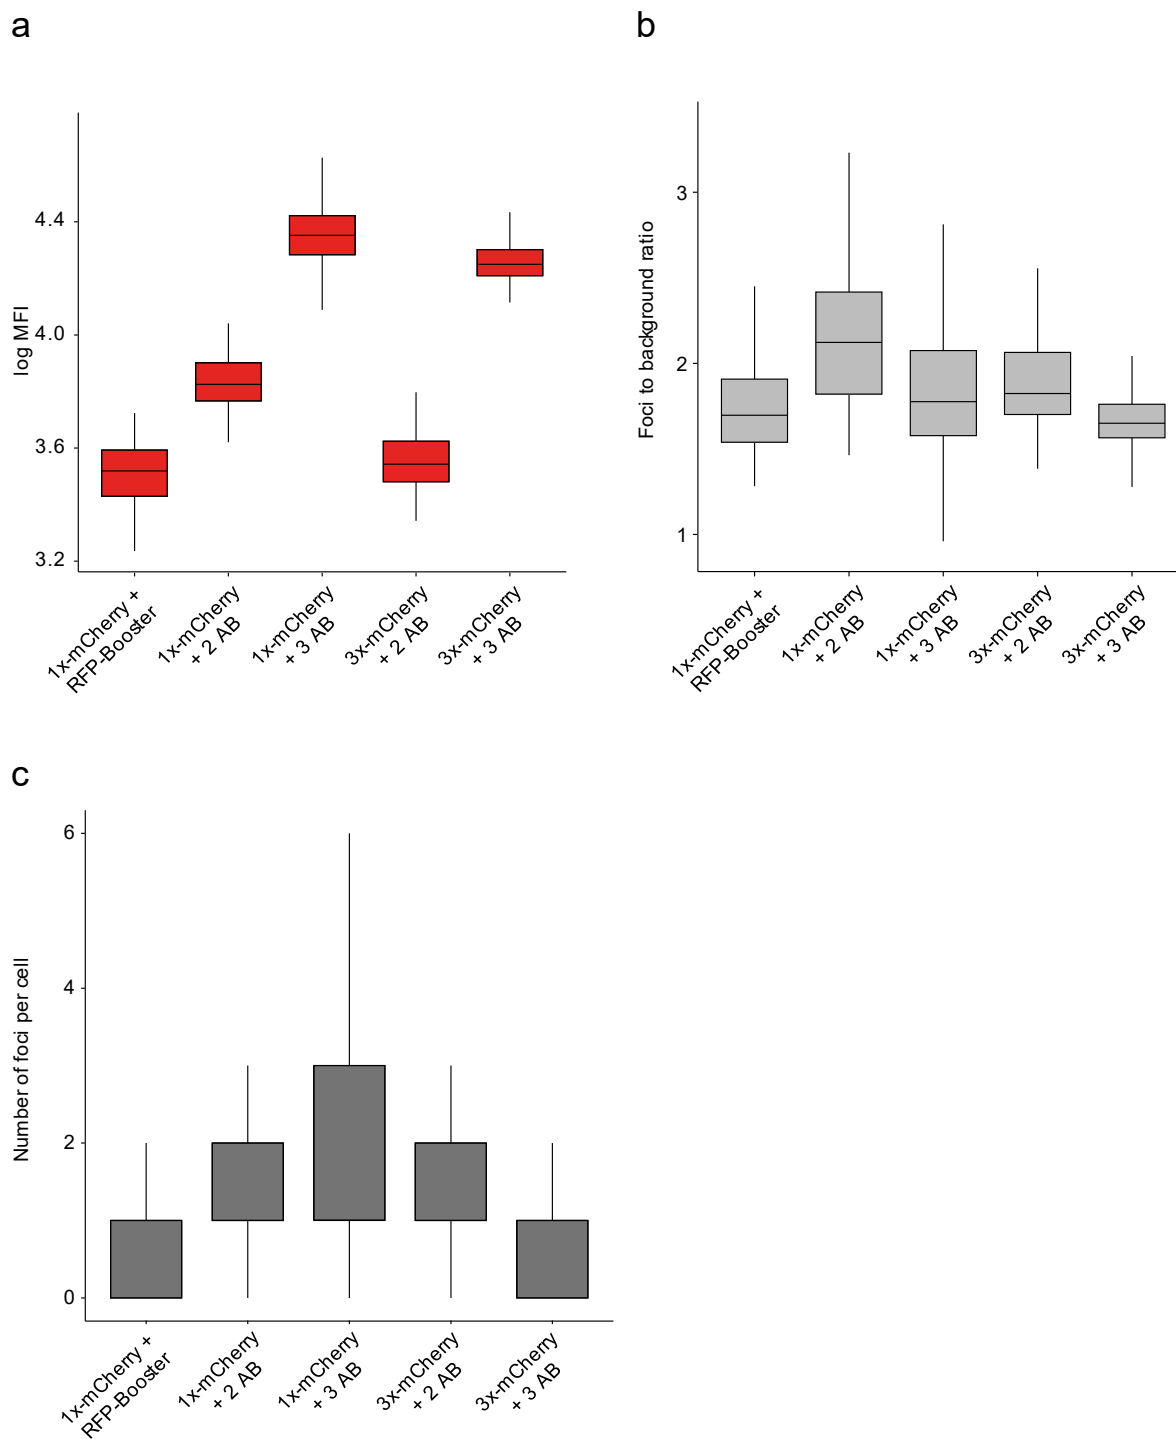 a
log MFI
4.4
4.0
3.6
3.2
1x-mCherry +
RFP-Booster
1x-mCherry
+ 2 AB
1x-mCherry
+ 3 AB
3x-mCherry
+ 2 AB
3x-mCherry
+ 3 AB
b
Foci to background ratio
3
2
1
1x-mCherry +
RFP-Booster
1x-mCherry
+ 2 AB
1x-mCherry
+ 3 AB
3x-mCherry
+ 2 AB
3x-mCherry
+ 3 AB
c
Number of foci per cell
6
4
2
0
1x-mCherry +
RFP-Booster
1x-mCherry
+ 2 AB
1x-mCherry
+ 3 AB
3x-mCherry
+ 2 AB
3x-mCherry
+ 3 AB